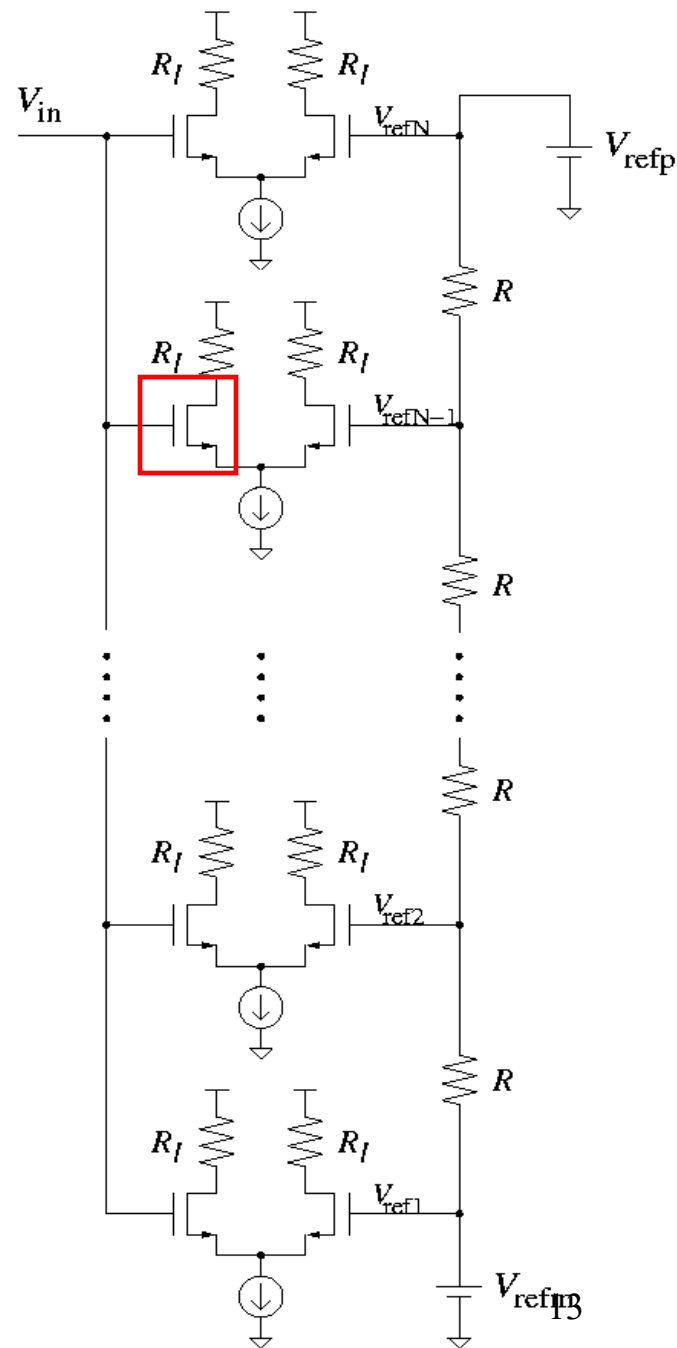 R_l R_l
V_in
V_refN
V_refp
R
R_l R_l
V_refN-1
R
R
R_l R_l
V_ref2
R
R_l R_l
V_ref1
V_refm
13